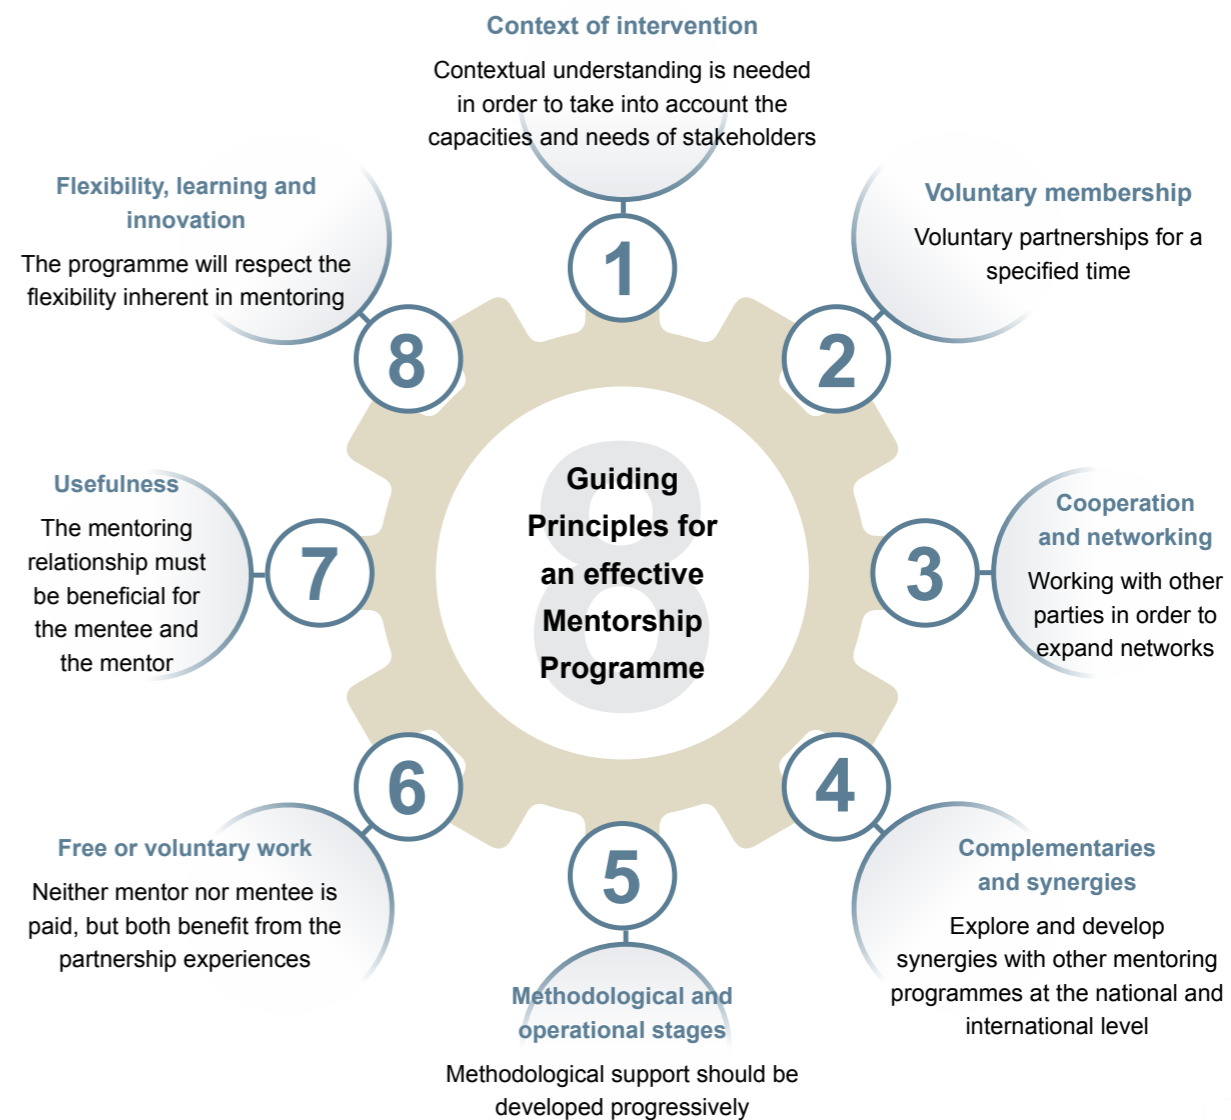 Context of intervention
Contextual understanding is needed
in order to take into account the
capacities and needs of stakeholders
1
Voluntary membership
Voluntary partnerships for a
specified time
2
Cooperation
and networking
Working with other
parties in order to
expand networks
3
Complementaries
and synergies
Explore and develop
synergies with other mentoring
programmes at the national and
international level
4
Methodological and
operational stages
Methodological support should be
developed progressively
5
Free or voluntary work
Neither mentor nor mentee is
paid, but both benefit from the
partnership experiences
6
Usefulness
The mentoring
relationship must
be beneficial for
the mentee and
the mentor
7
Flexibility, learning and
innovation
The programme will respect the
flexibility inherent in mentoring
8
8
Guiding
Principles for
an effective
Mentorship
Programme